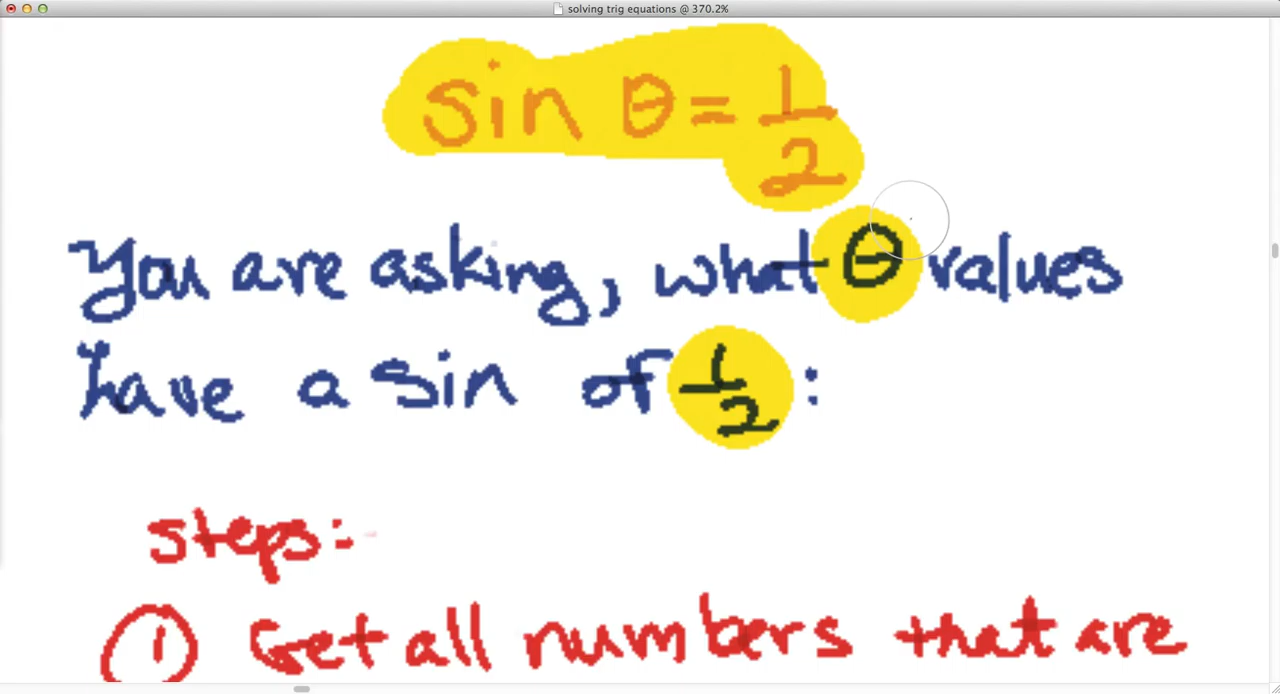 solving trig equations @ 370.2%
sin θ = 1/2
You are asking, what θ values
have a sin of 1/2 :
steps:
① Get all numbers that are